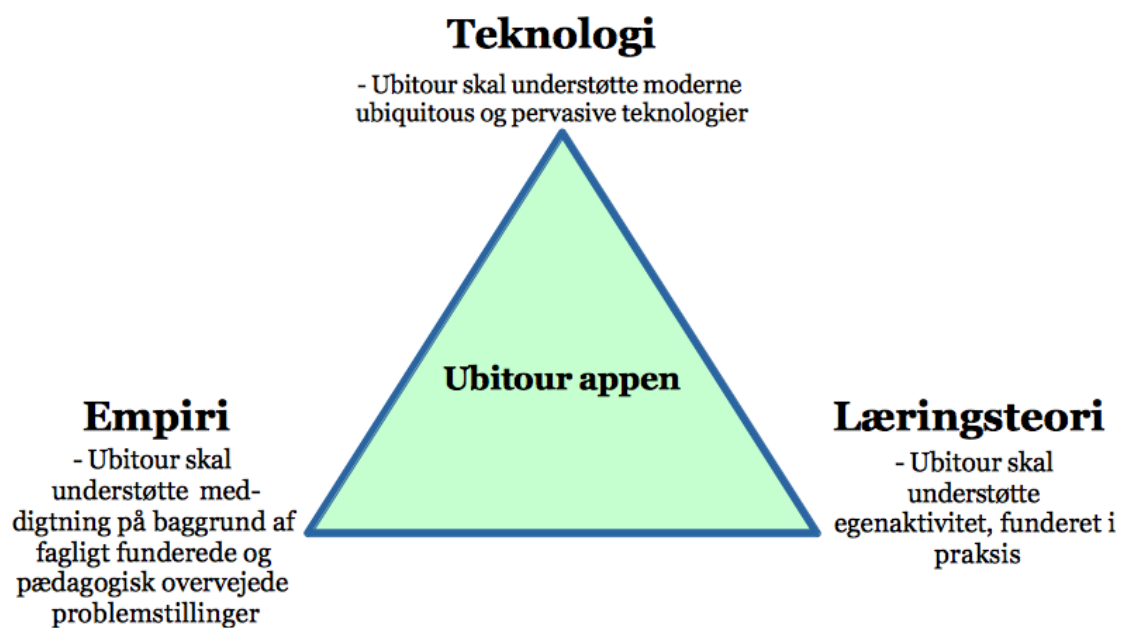 Teknologi
- Ubitour skal understøtte moderne
ubiquitous og pervasive teknologier
Ubitour appen
Empiri
- Ubitour skal
understøtte med-
digtning på baggrund af
fagligt funderede og
pædagogisk overvejede
problemstillinger
Læringsteori
- Ubitour skal
understøtte
egenaktivitet, funderet i
praksis